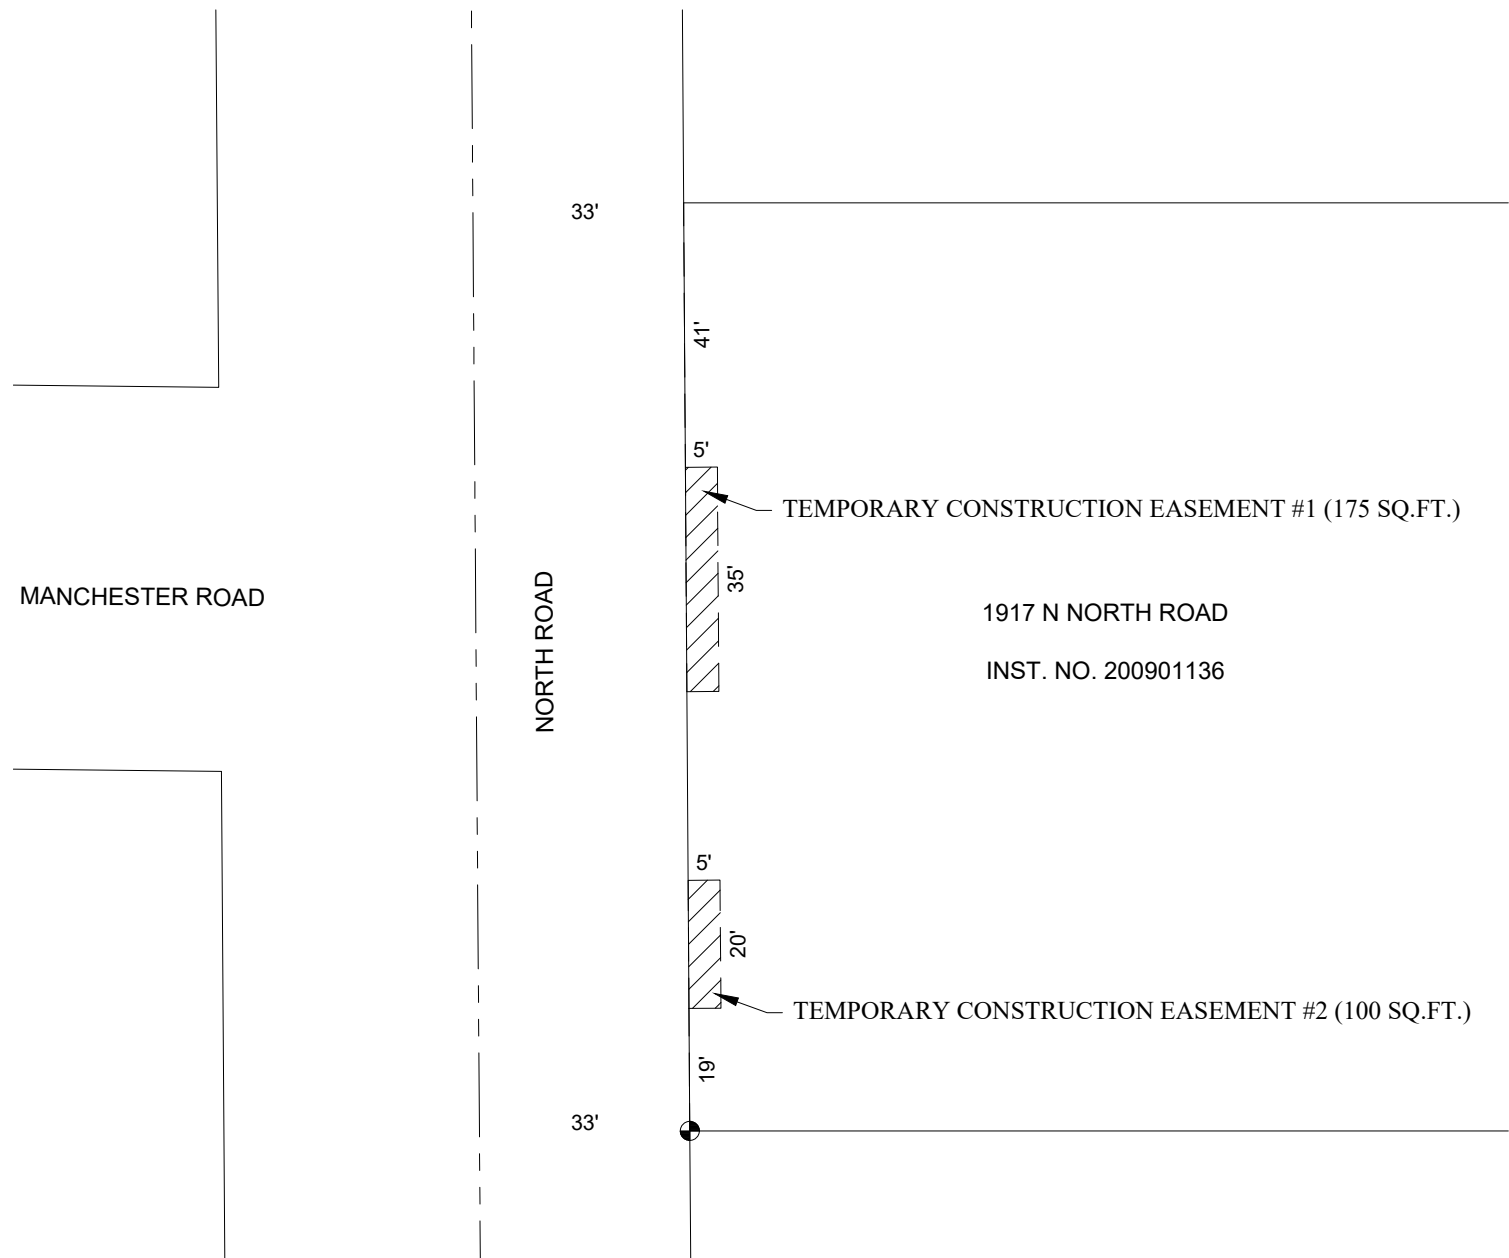 33'
41'
5'
TEMPORARY CONSTRUCTION EASEMENT #1 (175 SQ.FT.)
35'
MANCHESTER ROAD
NORTH ROAD
1917 N NORTH ROAD
INST. NO. 200901136
5'
20'
TEMPORARY CONSTRUCTION EASEMENT #2 (100 SQ.FT.)
19'
33'